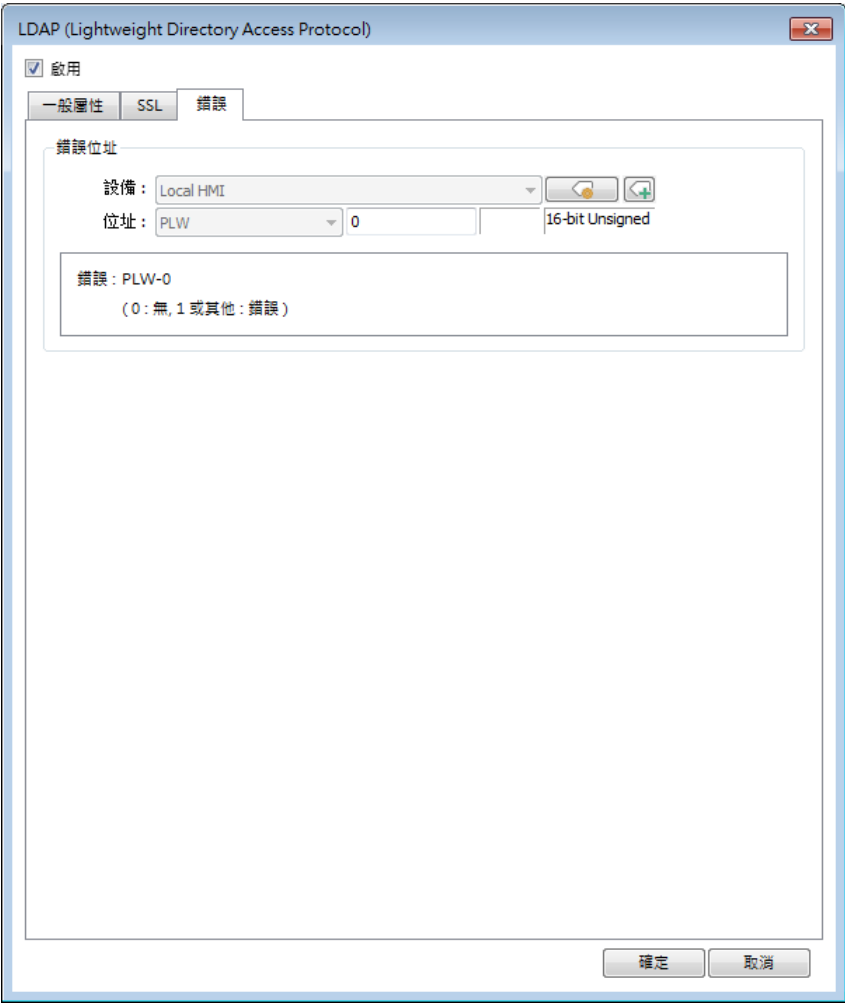 LDAP (Lightweight Directory Access Protocol)
啟用
一般屬性 SSL 錯誤
錯誤位址
設備 : Local HMI
位址 : PLW 0 16-bit Unsigned
錯誤 : PLW-0
( 0 : 無, 1 或其他 : 錯誤 )
確定 取消